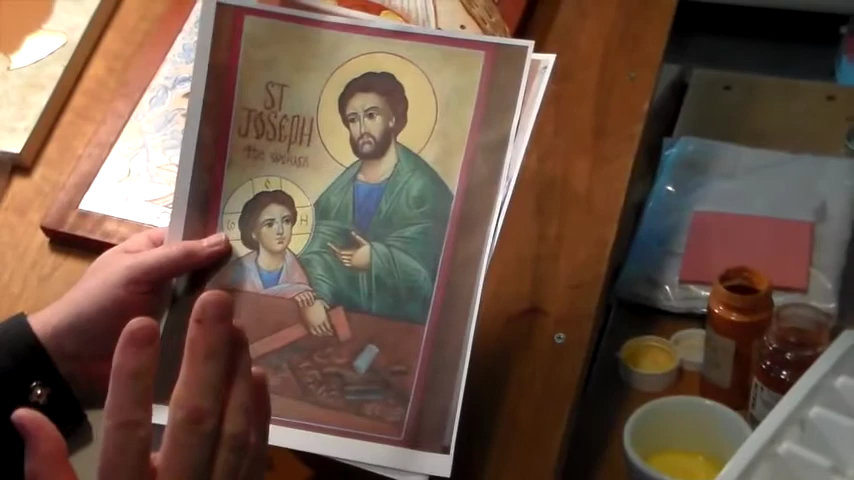 ST
JOSEPH
THE WORKER
Ο
ω Η